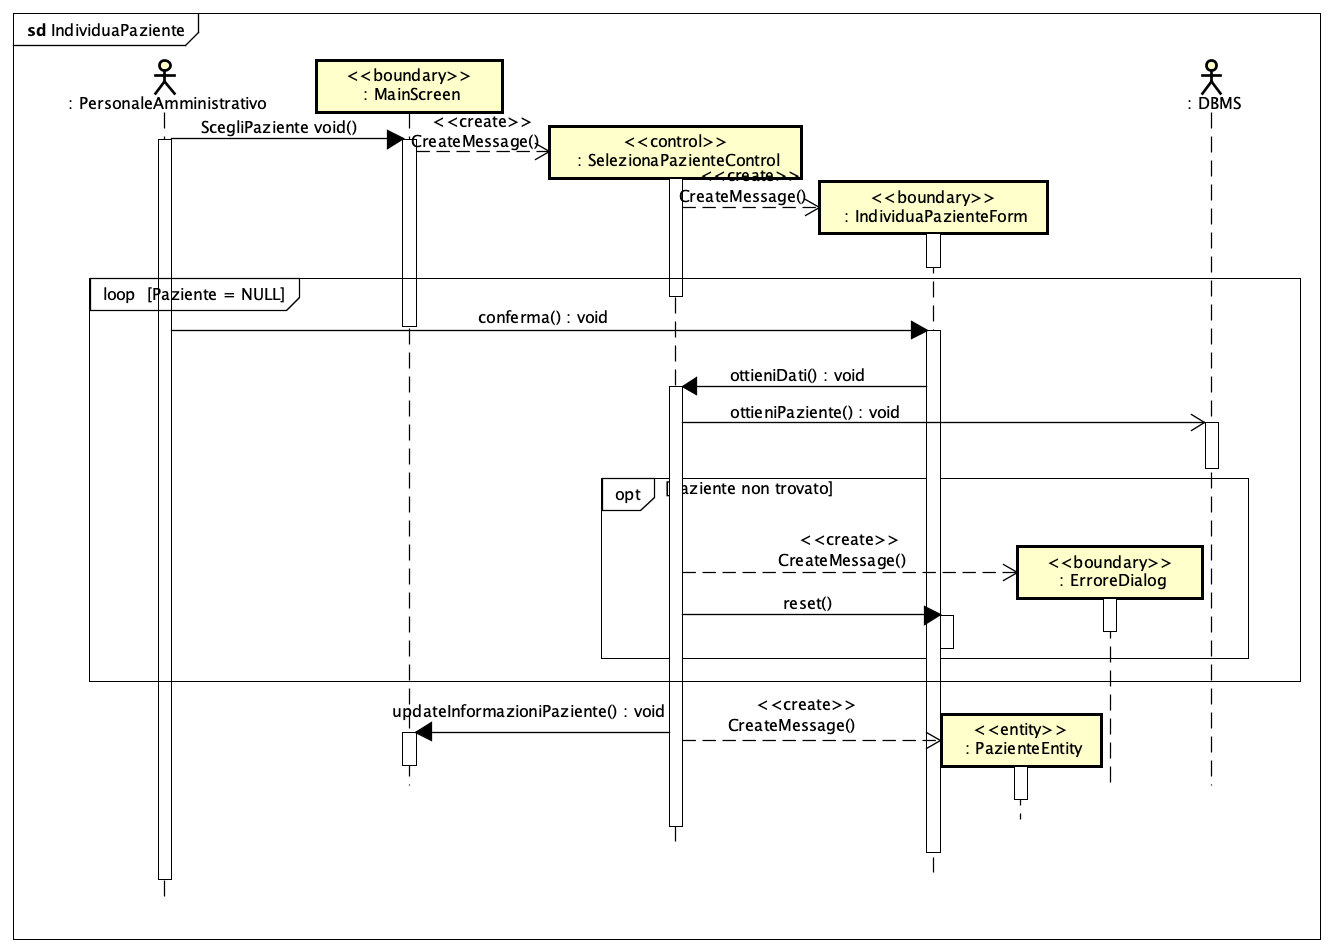 sd IndividuaPaziente
: PersonaleAmministrativo
<<boundary>>
: MainScreen
: DBMS
ScegliPaziente void()
<<create>>
CreateMessage()
<<control>>
: SelezionaPazienteControl
<<create>>
CreateMessage()
<<boundary>>
: IndividuaPazienteForm
loop [Paziente = NULL]
conferma() : void
ottieniDati() : void
ottieniPaziente() : void
opt [Paziente non trovato]
<<create>>
CreateMessage()
<<boundary>>
: ErroreDialog
reset()
updateInformazioniPaziente() : void
<<create>>
CreateMessage()
<<entity>>
: PazienteEntity